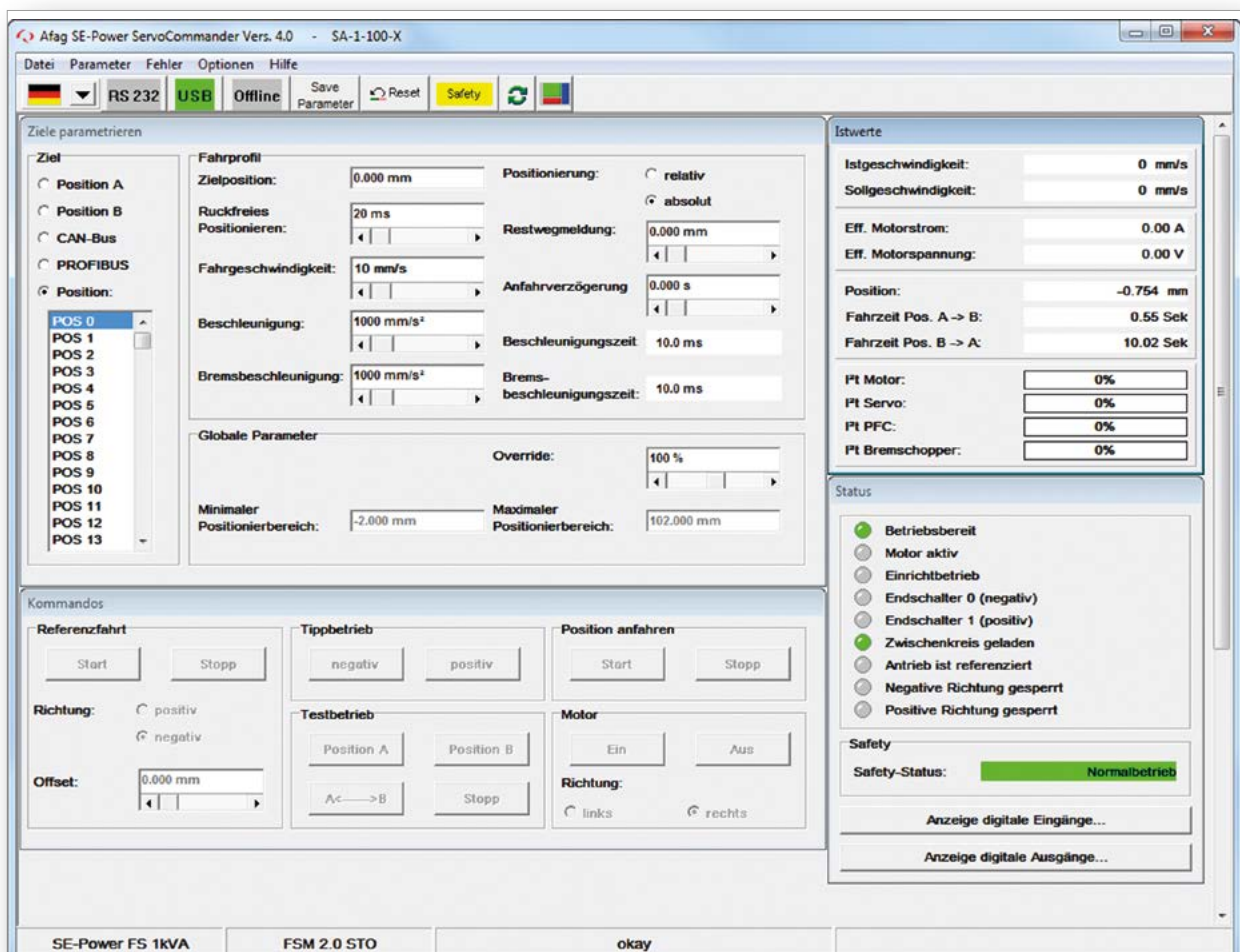 Afag SE-Power ServoCommander Vers. 4.0 - SA-1-100-X
Datei Parameter Fehler Optionen Hilfe
RS 232 USB Offline Save Parameter Reset Safety
Ziele parametrieren
Ziel
Position A
Position B
CAN-Bus
PROFIBUS
Position:
POS 0
POS 1
POS 2
POS 3
POS 4
POS 5
POS 6
POS 7
POS 8
POS 9
POS 10
POS 11
POS 12
POS 13
Fahrprofil
Zielposition: 0.000 mm
Ruckfreies
Positionieren: 20 ms
Fahrgeschwindigkeit: 10 mm/s
Beschleunigung: 1000 mm/s²
Bremsbeschleunigung: 1000 mm/s²
Positionierung: relativ
absolut
Restwegmeldung: 0.000 mm
Anfahrverzögerung 0.000 s
Beschleunigungszeit 10.0 ms
Brems-
beschleunigungszeit: 10.0 ms
Globale Parameter
Override: 100 %
Minimaler
Positionierbereich: -2.000 mm
Maximaler
Positionierbereich: 102.000 mm
Kommandos
Referenzfahrt
Start Stopp
Richtung: positiv
negativ
Offset: 0.000 mm
Tippbetrieb
negativ positiv
Testbetrieb
Position A Position B
A<--->B Stopp
Position anfahren
Start Stopp
Motor
Ein Aus
Richtung:
links rechts
Istwerte
Istgeschwindigkeit: 0 mm/s
Sollgeschwindigkeit: 0 mm/s
Eff. Motorstrom: 0.00 A
Eff. Motorspannung: 0.00 V
Position: -0.754 mm
Fahrzeit Pos. A -> B: 0.55 Sek
Fahrzeit Pos. B -> A: 10.02 Sek
I²t Motor: 0%
I²t Servo: 0%
I²t PFC: 0%
I²t Bremschopper: 0%
Status
Betriebsbereit
Motor aktiv
Einrichtbetrieb
Endschalter 0 (negativ)
Endschalter 1 (positiv)
Zwischenkreis geladen
Antrieb ist referenziert
Negative Richtung gesperrt
Positive Richtung gesperrt
Safety
Safety-Status: Normalbetrieb
Anzeige digitale Eingänge...
Anzeige digitale Ausgänge...
SE-Power FS 1kVA FSM 2.0 STO okay